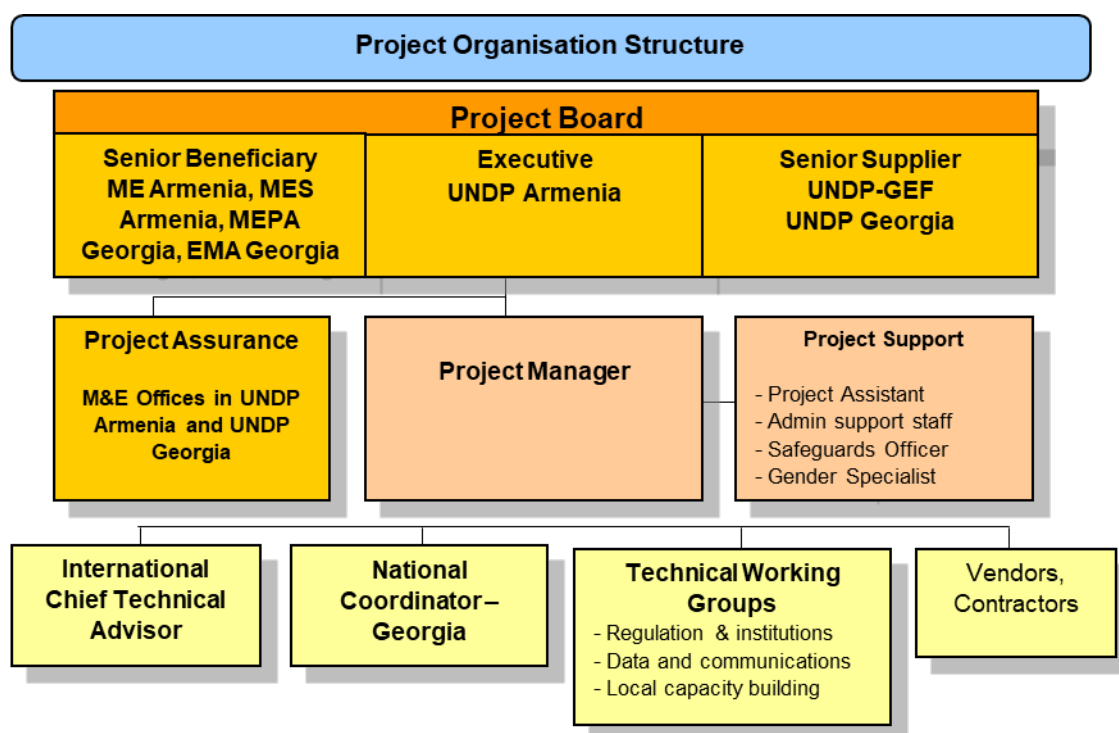 Project Organisation Structure
Project Board
Senior Beneficiary
ME Armenia, MES
Armenia, MEPA
Georgia, EMA Georgia
Executive
UNDP Armenia
Senior Supplier
UNDP-GEF
UNDP Georgia
Project Assurance
M&E Offices in UNDP
Armenia and UNDP
Georgia
Project Manager
Project Support
- Project Assistant
- Admin support staff
- Safeguards Officer
- Gender Specialist
International
Chief Technical
Advisor
National
Coordinator–
Georgia
Technical Working
Groups
- Regulation & institutions
- Data and communications
- Local capacity building
Vendors,
Contractors